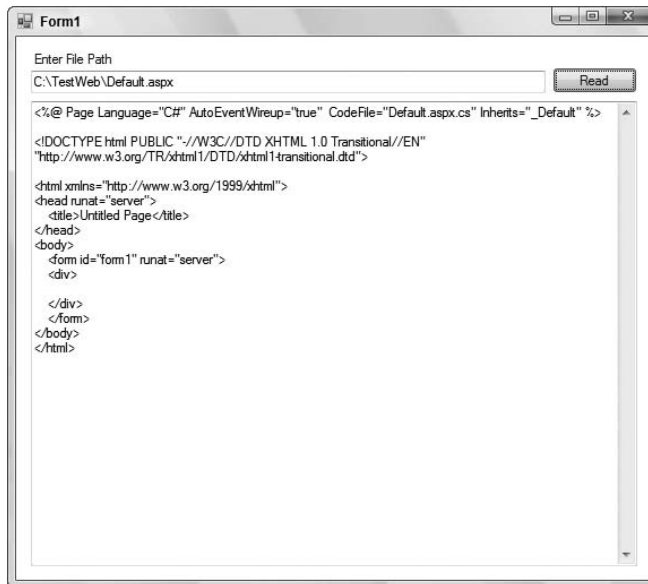 Form1
Enter File Path
C:\TestWeb\Default.aspx
Read
<%@ Page Language="C#" AutoEventWireup="true"  CodeFile="Default.aspx.cs" Inherits="_Default" %>
<!DOCTYPE html PUBLIC "-//W3C//DTD XHTML 1.0 Transitional//EN"
"http://www.w3.org/TR/xhtml1/DTD/xhtml1-transitional.dtd">
<html xmlns="http://www.w3.org/1999/xhtml">
<head runat="server">
    <title>Untitled Page</title>
</head>
<body>
    <form id="form1" runat="server">
    <div>
    </div>
    </form>
</body>
</html>